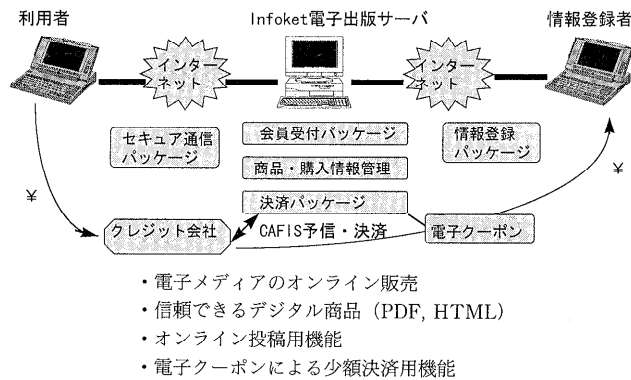 利用者
Infoket電子出版サーバ
情報登録者
インター
ネット
インター
ネット
セキュア通信
パッケージ
会員受付パッケージ
情報登録
パッケージ
商品・購入情報管理
¥
¥
決済パッケージ
クレジット会社
CAFIS予信・決済
電子クーポン
・電子メディアのオンライン販売
・信頼できるデジタル商品（PDF, HTML）
・オンライン投稿用機能
・電子クーポンによる少額決済用機能